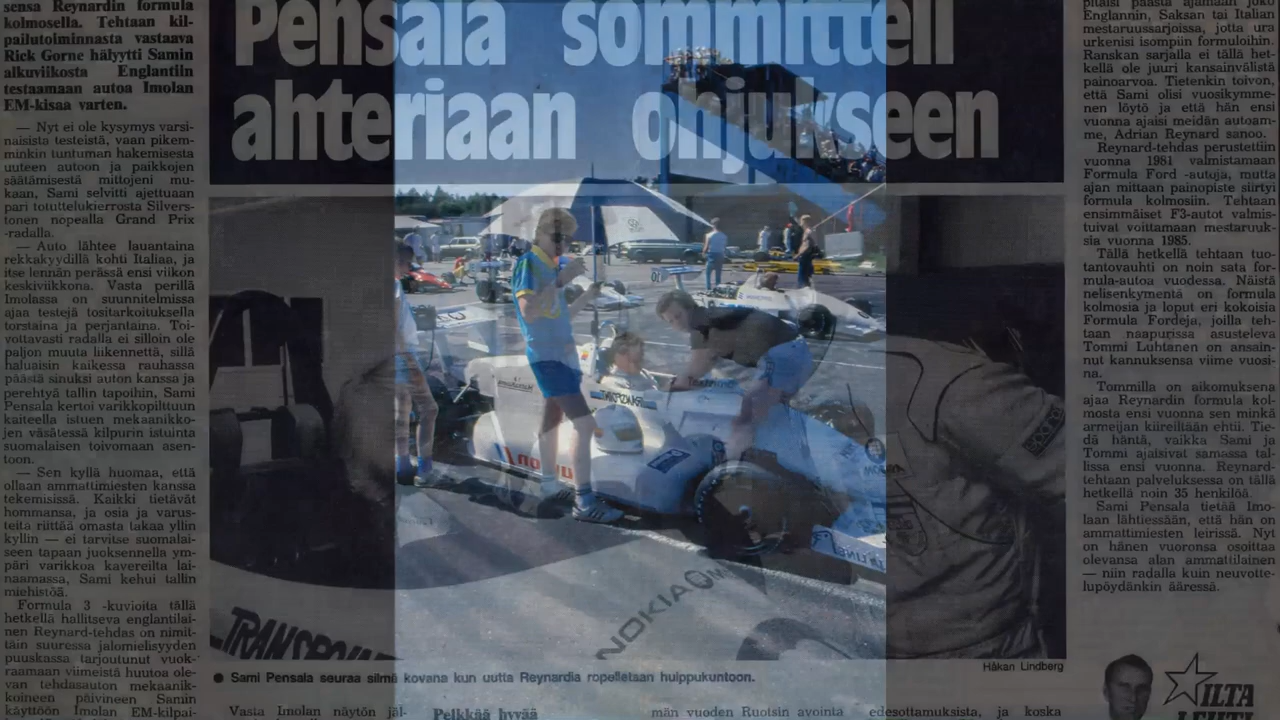 Pensala sommitteli
ahteriaan ohjukseen
sensa Reynardin formula
kolmosella. Tehtaan kil-
pailutoiminnasta vastaava
Rick Gorne hälyytti Samin
alkuviikosta Englantiin
testaamaan autoa Imolan
EM-kisaa varten.
— Nyt ei ole kysymys varsi-
naisista testeistä, vaan pikem-
minkin tuntuman hakemisesta
uuteen autoon ja paikkojen
säätämisestä mittojeni mu-
kaan, Sami selvitti ajettuaan
pari totuttelukierrosta Silvers-
tonen nopealla Grand Prix
-radalla.
— Auto lähtee lauantaina
rekkakyydillä kohti Italiaa, ja
itse lennän perässä ensi viikon
keskiviikkona. Vasta perillä
Imolassa on suunnitelmissa
ajaa testejä tositarkoituksella
torstaina ja perjantaina. Toi-
vottavasti radalla ei silloin ole
paljon muuta liikennettä, sillä
haluaisin kaikessa rauhassa
päästä sinuksi auton kanssa ja
perehtyä tallin tapoihin, Sami
Pensala kertoi varikkopilttuun
kaiteella istuen mekaanikko-
jen väsätessä kilpurin istuinta
suomalaisen toivomaan asen-
toon.
— Sen kyllä huomaa, että
ollaan ammattimiesten kanssa
tekemisissä. Kaikki tietävät
hommansa, ja osia ja varus-
teita riittää omasta takaa yllin
kyllin — ei tarvitse suomalai-
seen tapaan juoksennella ym-
päri varikkoa kavereilta lai-
naamassa, Sami kehui tallin
miehistöä.
Formula 3 -kuvioita tällä
hetkellä hallitseva englantilai-
nen Reynard-tehdas on nimit-
täin suuressa jalomielisyyden
puuskassa tarjoutunut vuok-
raamaan viimeistä huutoa ole-
van tehdasauton mekaanik-
koineen päivineen Samin
käyttöön Imolan EM-kilpai-
NOKIA
TRANSPOINT
● Sami Pensala seuraa silmä kovana kun uutta Reynardia ropelletaan huippukuntoon.
Håkan Lindberg
Vasta Imolan näytön jäl-
Pelkkää hyvää
män vuoden Ruotsin avointa
edesottamuksista, ja koska
pitäisi päästä ajamaan joko
Englannin, Saksan tai Italian
mestaruussarjoissa, jotta ura
urkenisi isompiin formuloihin.
Ranskan sarjalla ei tällä het-
kellä ole juuri kansainvälistä
painoarvoa. Tietenkin toivon,
että Sami olisi vuosikymme-
nen löytö ja että hän ensi
vuonna ajaisi meidän autoam-
me, Adrian Reynard sanoo.
Reynard-tehdas perustettiin
vuonna 1981 valmistamaan
Formula Ford -autoja, mutta
ajan mittaan painopiste siirtyi
formula kolmosiin. Tehtaan
ensimmäiset F3-autot valmis-
tuivat voittamaan mestaruuk-
sia vuonna 1985.
Tällä hetkellä tehtaan tuo-
tantovauhti on noin sata for-
mula-autoa vuodessa. Näistä
nelisenkymentä on formula
kolmosia ja loput eri kokoisia
Formula Fordeja, joilla teh-
taan naapurissa asusteleva
Tommi Luhtanen on ansain-
nut kannuksensa viime vuosi-
na.
Tommilla on aikomuksena
ajaa Reynardin formula kol-
mosta ensi vuonna sen minkä
armeijan kiireiltään ehtii. Tie-
dä häntä, vaikka Sami ja
Tommi ajaisivat samassa tal-
lissa ensi vuonna. Reynard-
tehtaan palveluksessa on tällä
hetkellä noin 35 henkilöä.
Sami Pensala tietää Imo-
laan lähtiessään, että hän on
ammattimiesten leirissä. Nyt
on hänen vuoronsa osoittaa
olevansa alan ammattilainen
— niin radalla kuin neuvotte-
lupöydänkin ääressä.
ILTA
LEHTI